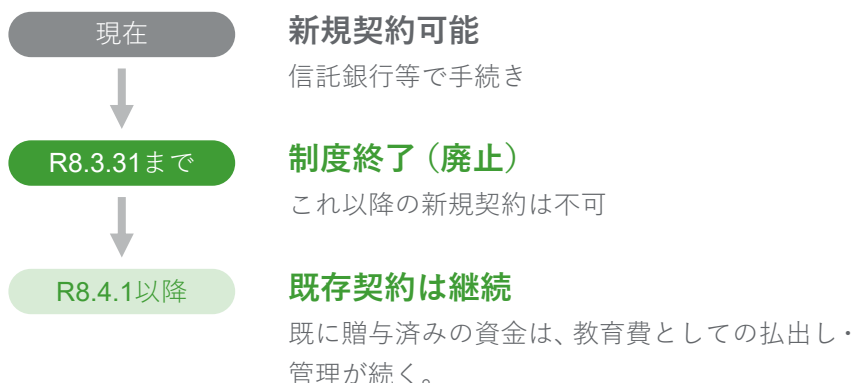 現在
新規契約可能
信託銀行等で手続き
R8.3.31まで
制度終了（廃止）
これ以降の新規契約は不可
R8.4.1以降
既存契約は継続
既に贈与済みの資金は、教育費としての払出し・
管理が続く。